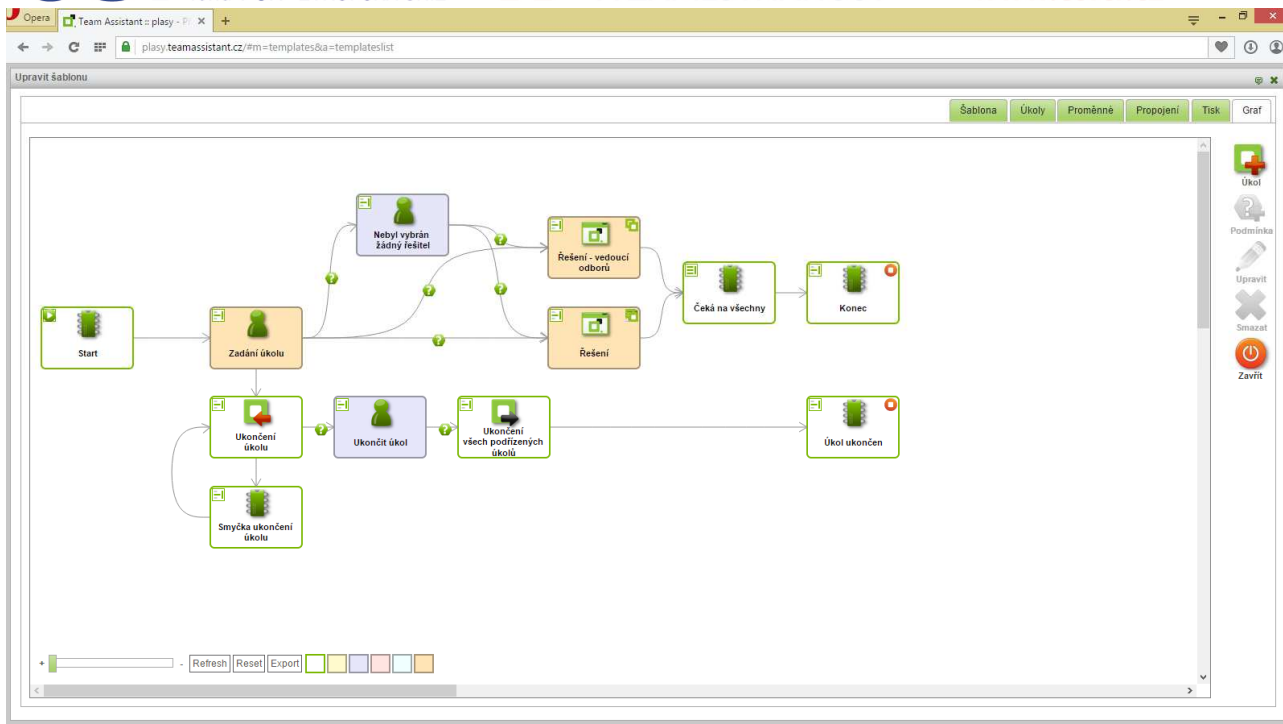 Opera
Team Assistant :: plasy - P
plasy.teamassistant.cz/#m=templates&a=templateslist
Upravit šablonu
Šablona
Úkoly
Proměnné
Propojení
Tisk
Graf
Úkol
Podmínka
Upravit
Smazat
Zavřít
Nebyl vybrán
žádný řešitel
Řešení - vedoucí
odborů
Čeká na všechny
Konec
Start
Zadání úkolu
Řešení
Ukončení
úkolu
Ukončit úkol
Ukončení
všech podřízených
úkolů
Úkol ukončen
Smyčka ukončení
úkolu
+
-
Refresh
Reset
Export